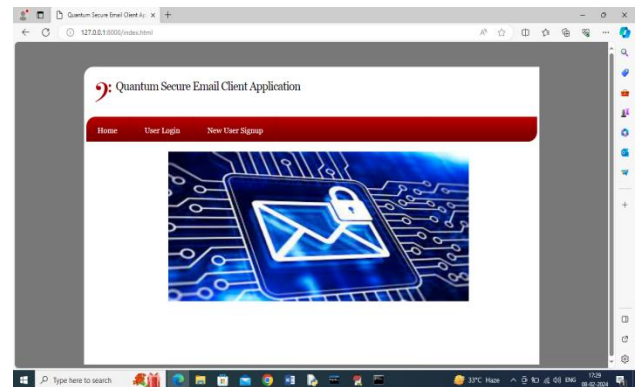 Quantum Secure Email Client Ap
127.0.0.1:8000/index.html
Quantum Secure Email Client Application
Home User Login New User Signup
Type here to search
33°C Haze
ENG
17:29
08-02-2024